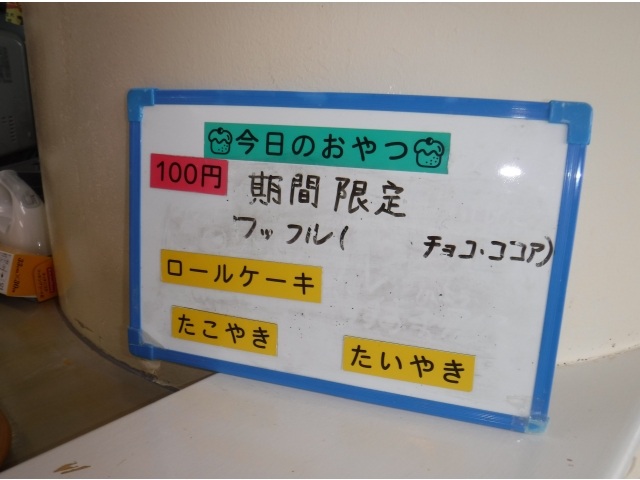 今日のおやつ
100円
期間限定
ワッフル( チョコ・ココア)
ロールケーキ
たこやき
たいやき